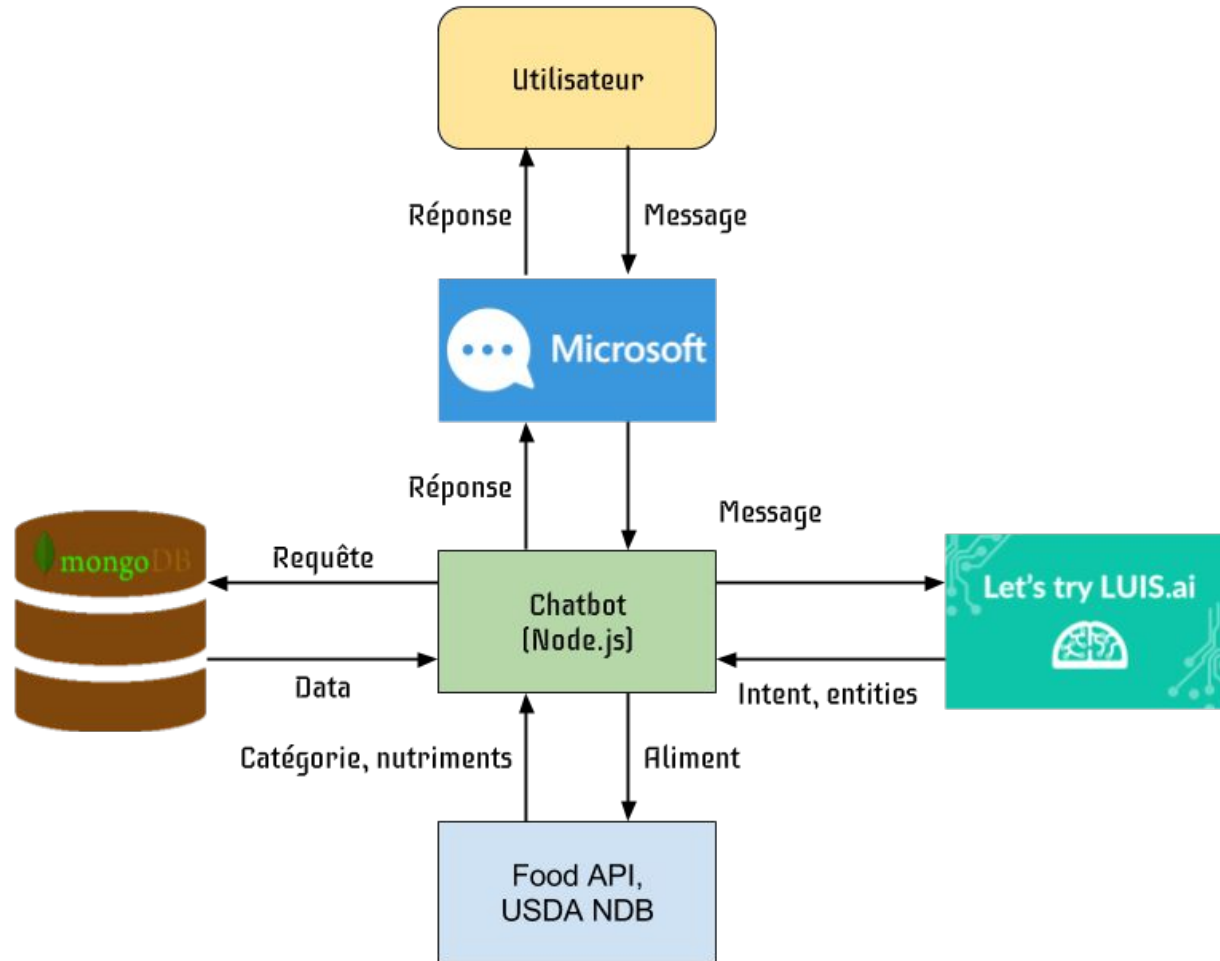 Utilisateur
Réponse
Message
Microsoft
Réponse
Message
mongoDB
Requête
Chatbot
(Node.js)
Let's try LUIS.ai
Data
Intent, entities
Catégorie, nutriments
Aliment
Food API,
USDA NDB